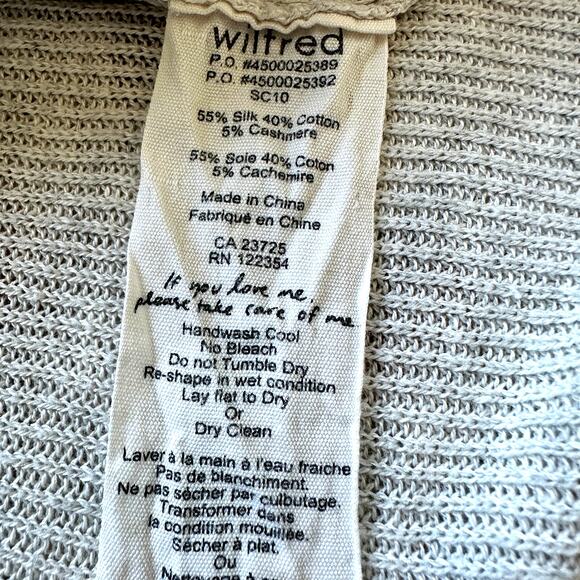 wilfred
P.O. #4500025389
P.O. #4500025392
SC10
55% Silk 40% Cotton
5% Cashmere
55% Soie 40% Coton
5% Cachemire
Made in China
Fabriqué en Chine
CA 23725
RN 122354
If you love me,
please take care of me.
Handwash Cool
No Bleach
Do not Tumble Dry
Re-shape in wet condition
Lay flat to Dry
Or
Dry Clean
Laver à la main à l'eau fraiche
Pas de blanchiment.
Ne pas sécher par culbutage.
Transformer dans
la condition mouillée.
Sécher à plat.
Ou
Nettoyage à